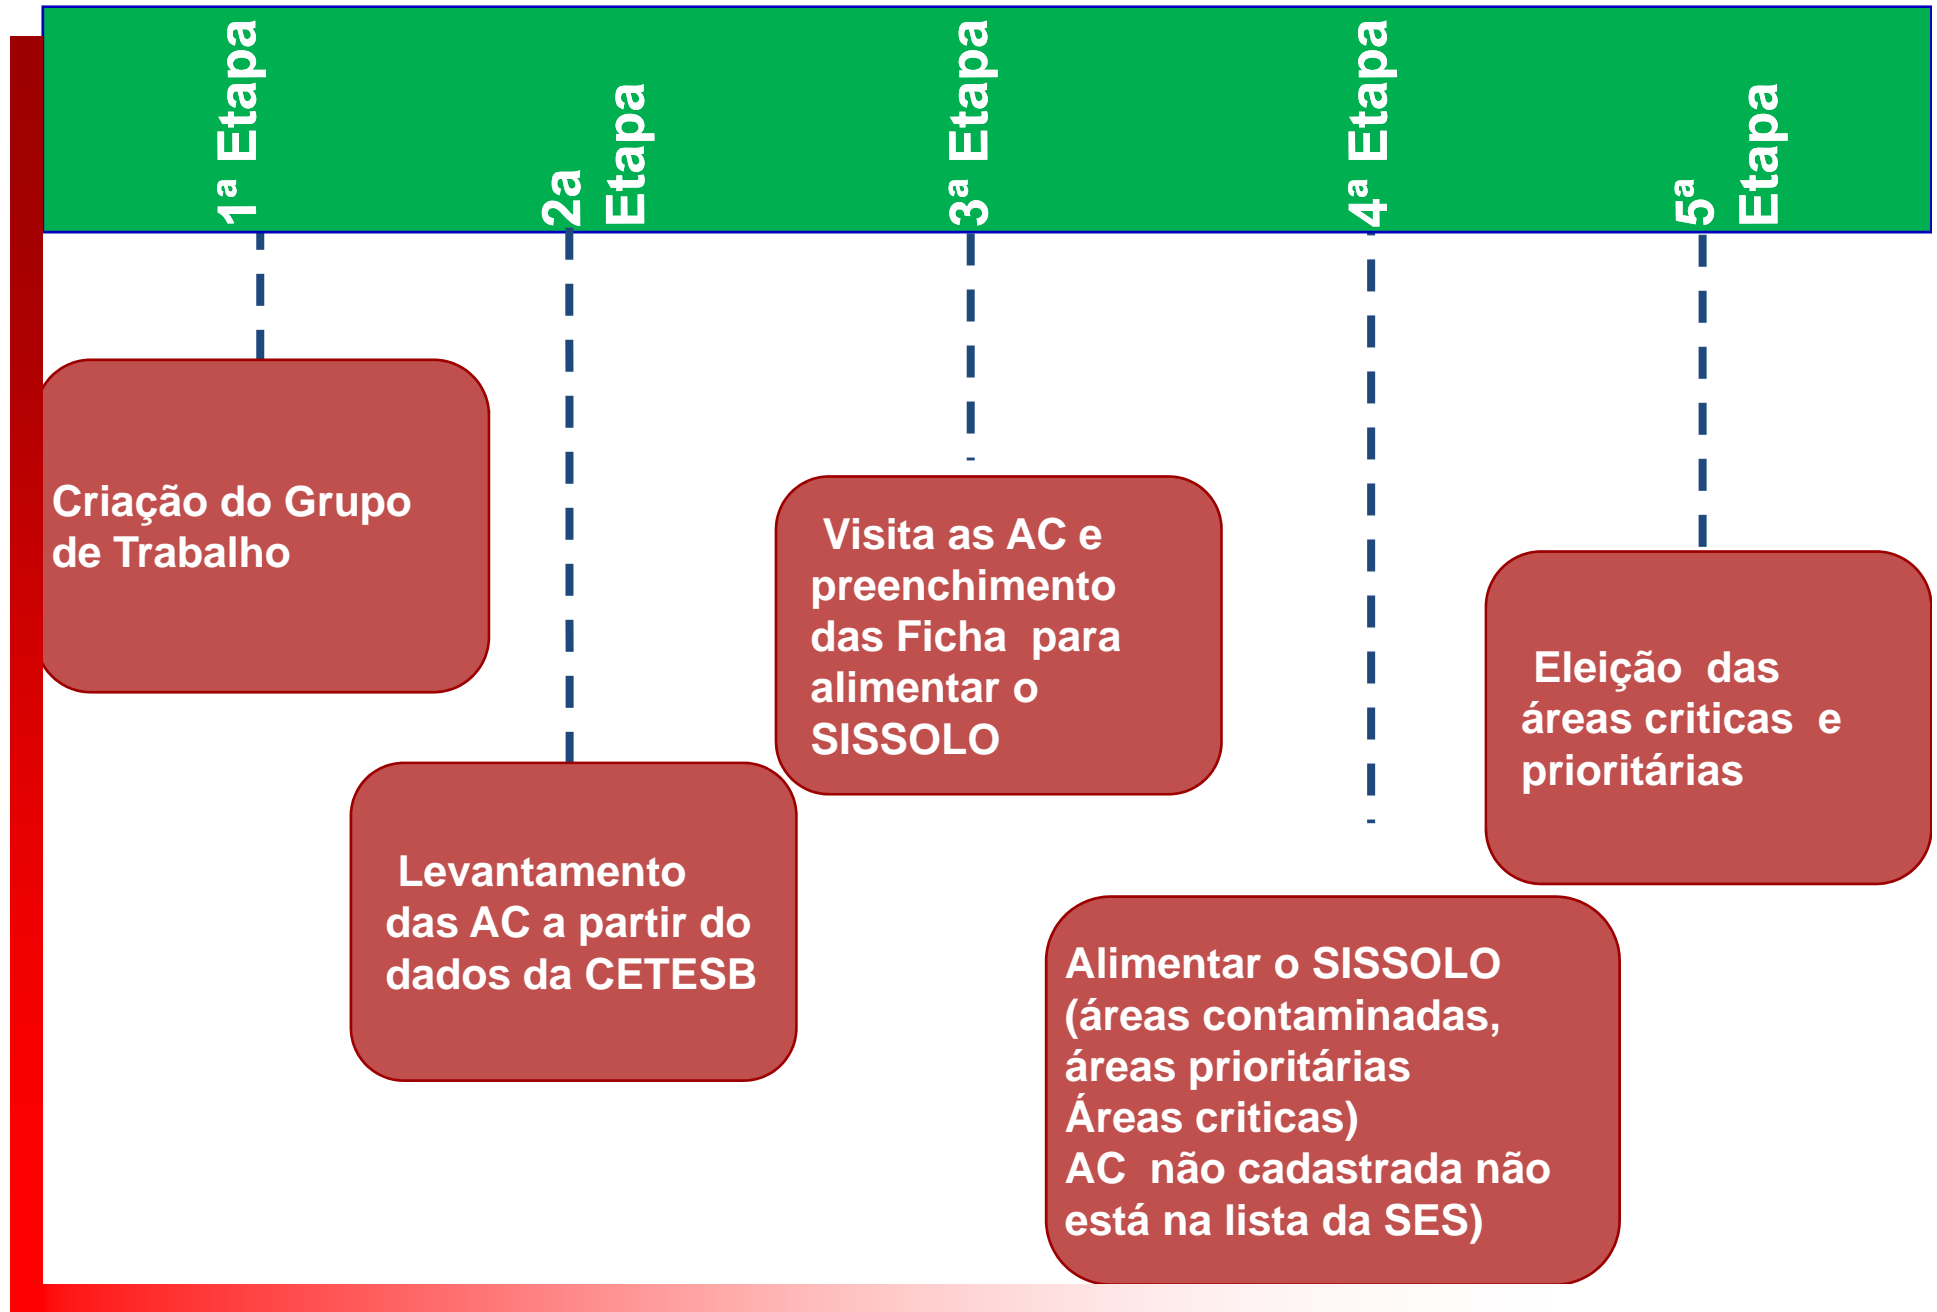 1ª Etapa
2a
Etapa
3ª Etapa
4ª Etapa
5ª
Etapa
Criação do Grupo
de Trabalho
Levantamento
das AC a partir do
dados da CETESB
Visita as AC e
preenchimento
das Ficha  para
alimentar o
SISSOLO
Alimentar o SISSOLO
(áreas contaminadas,
áreas prioritárias
Áreas criticas)
AC  não cadastrada não
está na lista da SES)
Eleição  das
áreas criticas  e
prioritárias